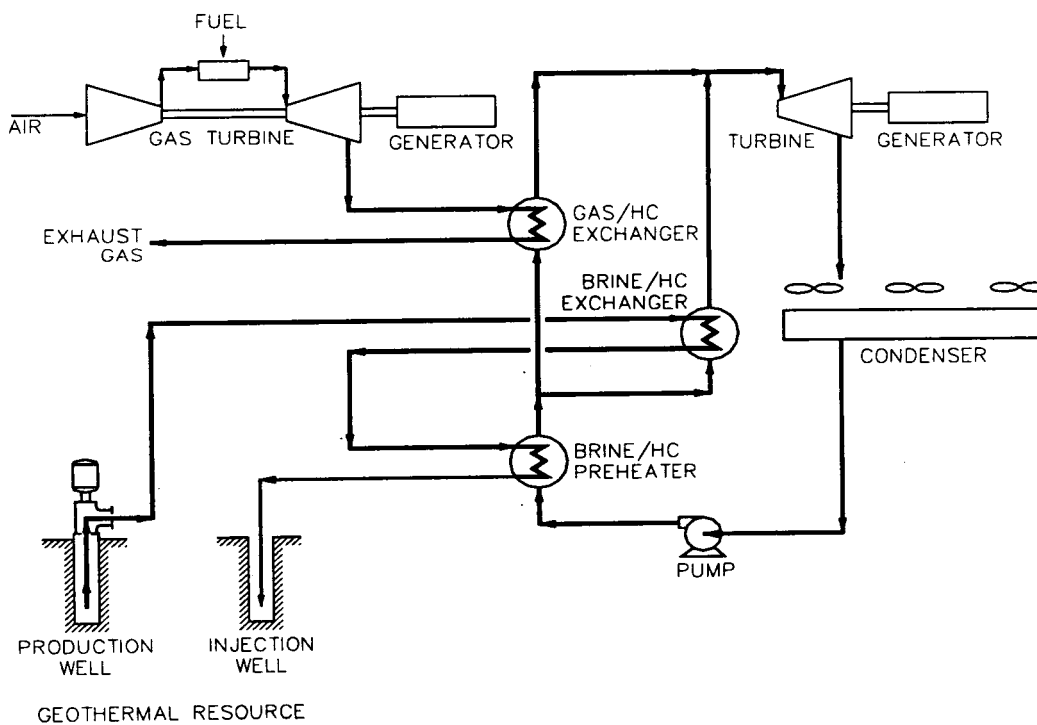 FUEL
AIR
GAS TURBINE
GENERATOR
TURBINE
GENERATOR
GAS/HC
EXCHANGER
EXHAUST
GAS
BRINE/HC
EXCHANGER
CONDENSER
BRINE/HC
PREHEATER
PUMP
PRODUCTION
WELL
INJECTION
WELL
GEOTHERMAL RESOURCE